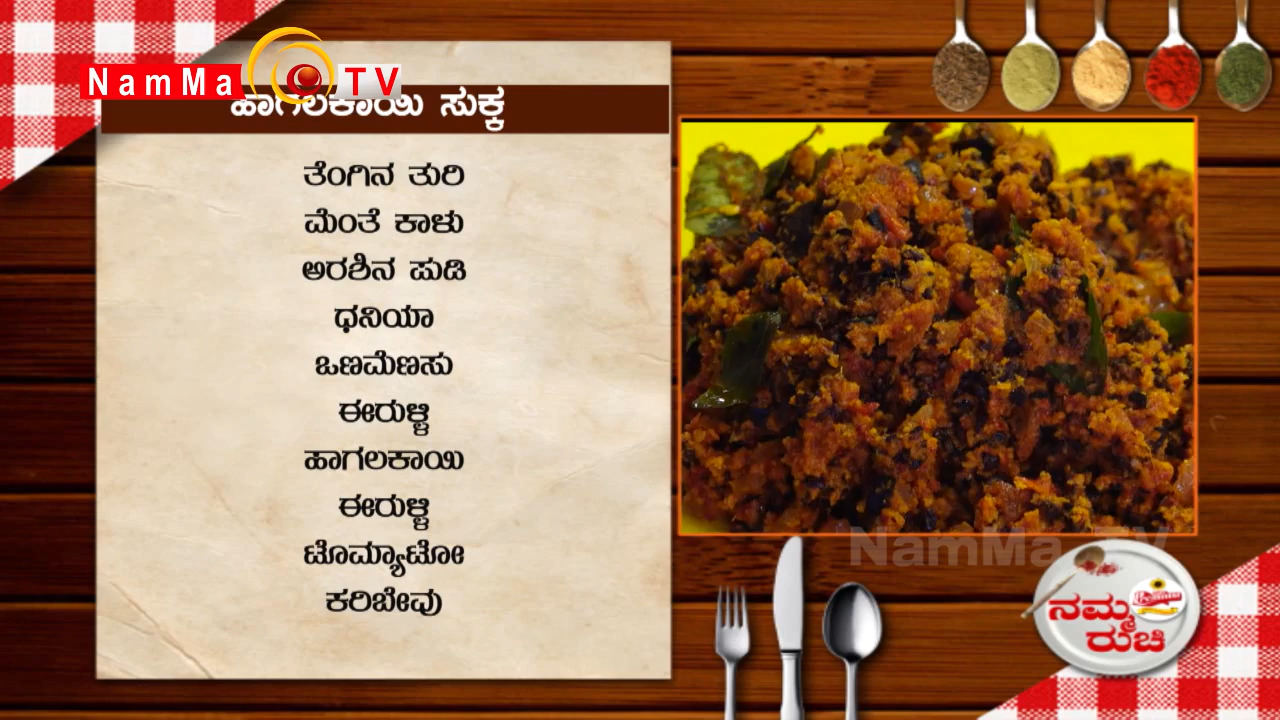 NamMa TV
ಹಾಗಲಕಾಯಿ ಸುಕ್ಕ
ತೆಂಗಿನ ತುರಿ
ಮೆಂತೆ ಕಾಳು
ಅರಶಿನ ಪುಡಿ
ಧನಿಯಾ
ಒಣಮೆಣಸು
ಈರುಳ್ಳಿ
ಹಾಗಲಕಾಯಿ
ಈರುಳ್ಳಿ
ಟೊಮ್ಯಾಟೋ
ಕರಿಬೇವು
NamMa TV
ನಮ್ಮ
ರುಚಿ